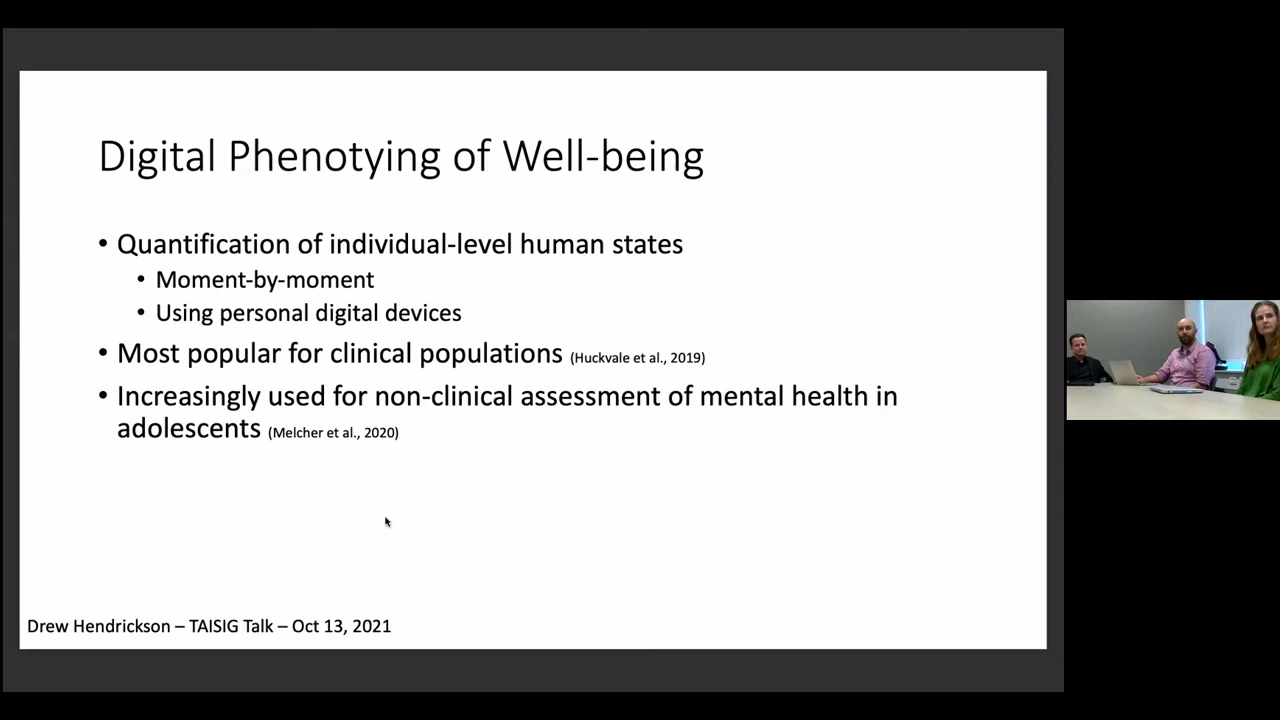 Digital Phenotying of Well-being
• Quantification of individual-level human states
• Moment-by-moment
• Using personal digital devices
• Most popular for clinical populations (Huckvale et al., 2019)
• Increasingly used for non-clinical assessment of mental health in
adolescents (Melcher et al., 2020)
Drew Hendrickson – TAISIG Talk – Oct 13, 2021